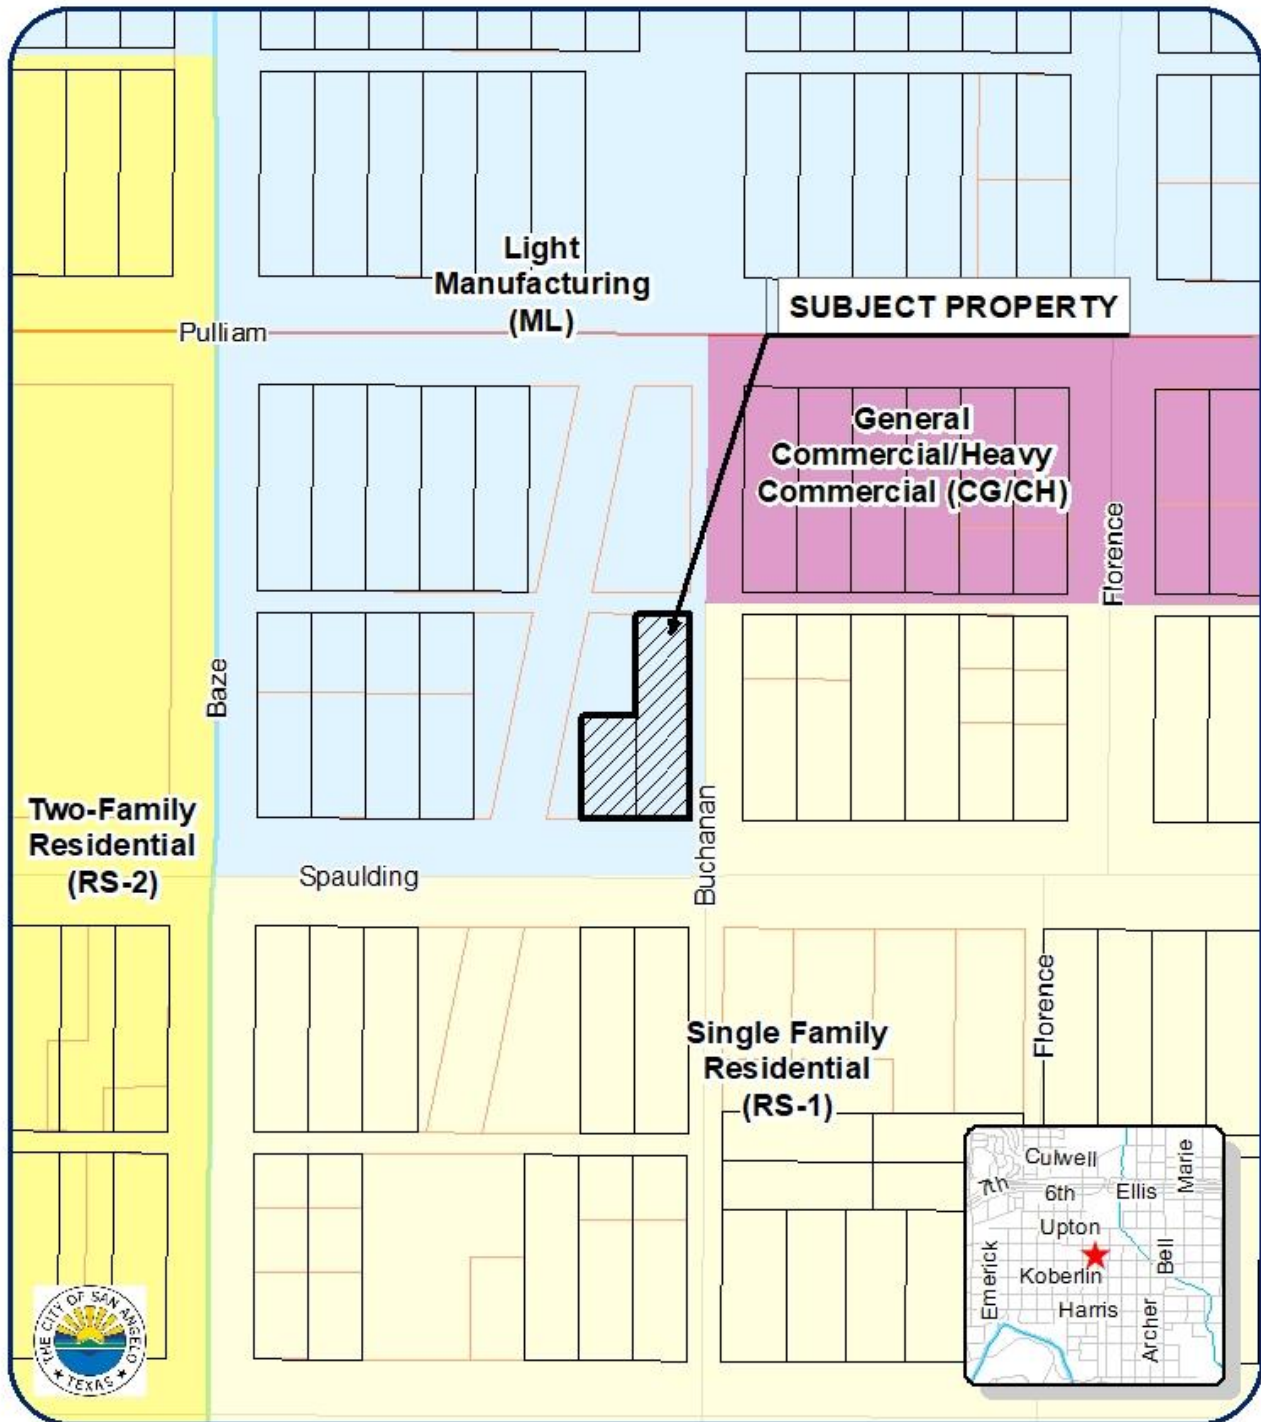 Light
Manufacturing
(ML)
SUBJECT PROPERTY
Pulliam
General
Commercial/Heavy
Commercial (CG/CH)
Florence
Baze
Two-Family
Residential
(RS-2)
Buchanan
Spaulding
Florence
Single Family
Residential
(RS-1)
Culwell
Marie
7th
6th
Ellis
Upton
Emerick
Bell
Koberlin
Harris
Archer
THE CITY OF SAN ANGELO
TEXAS